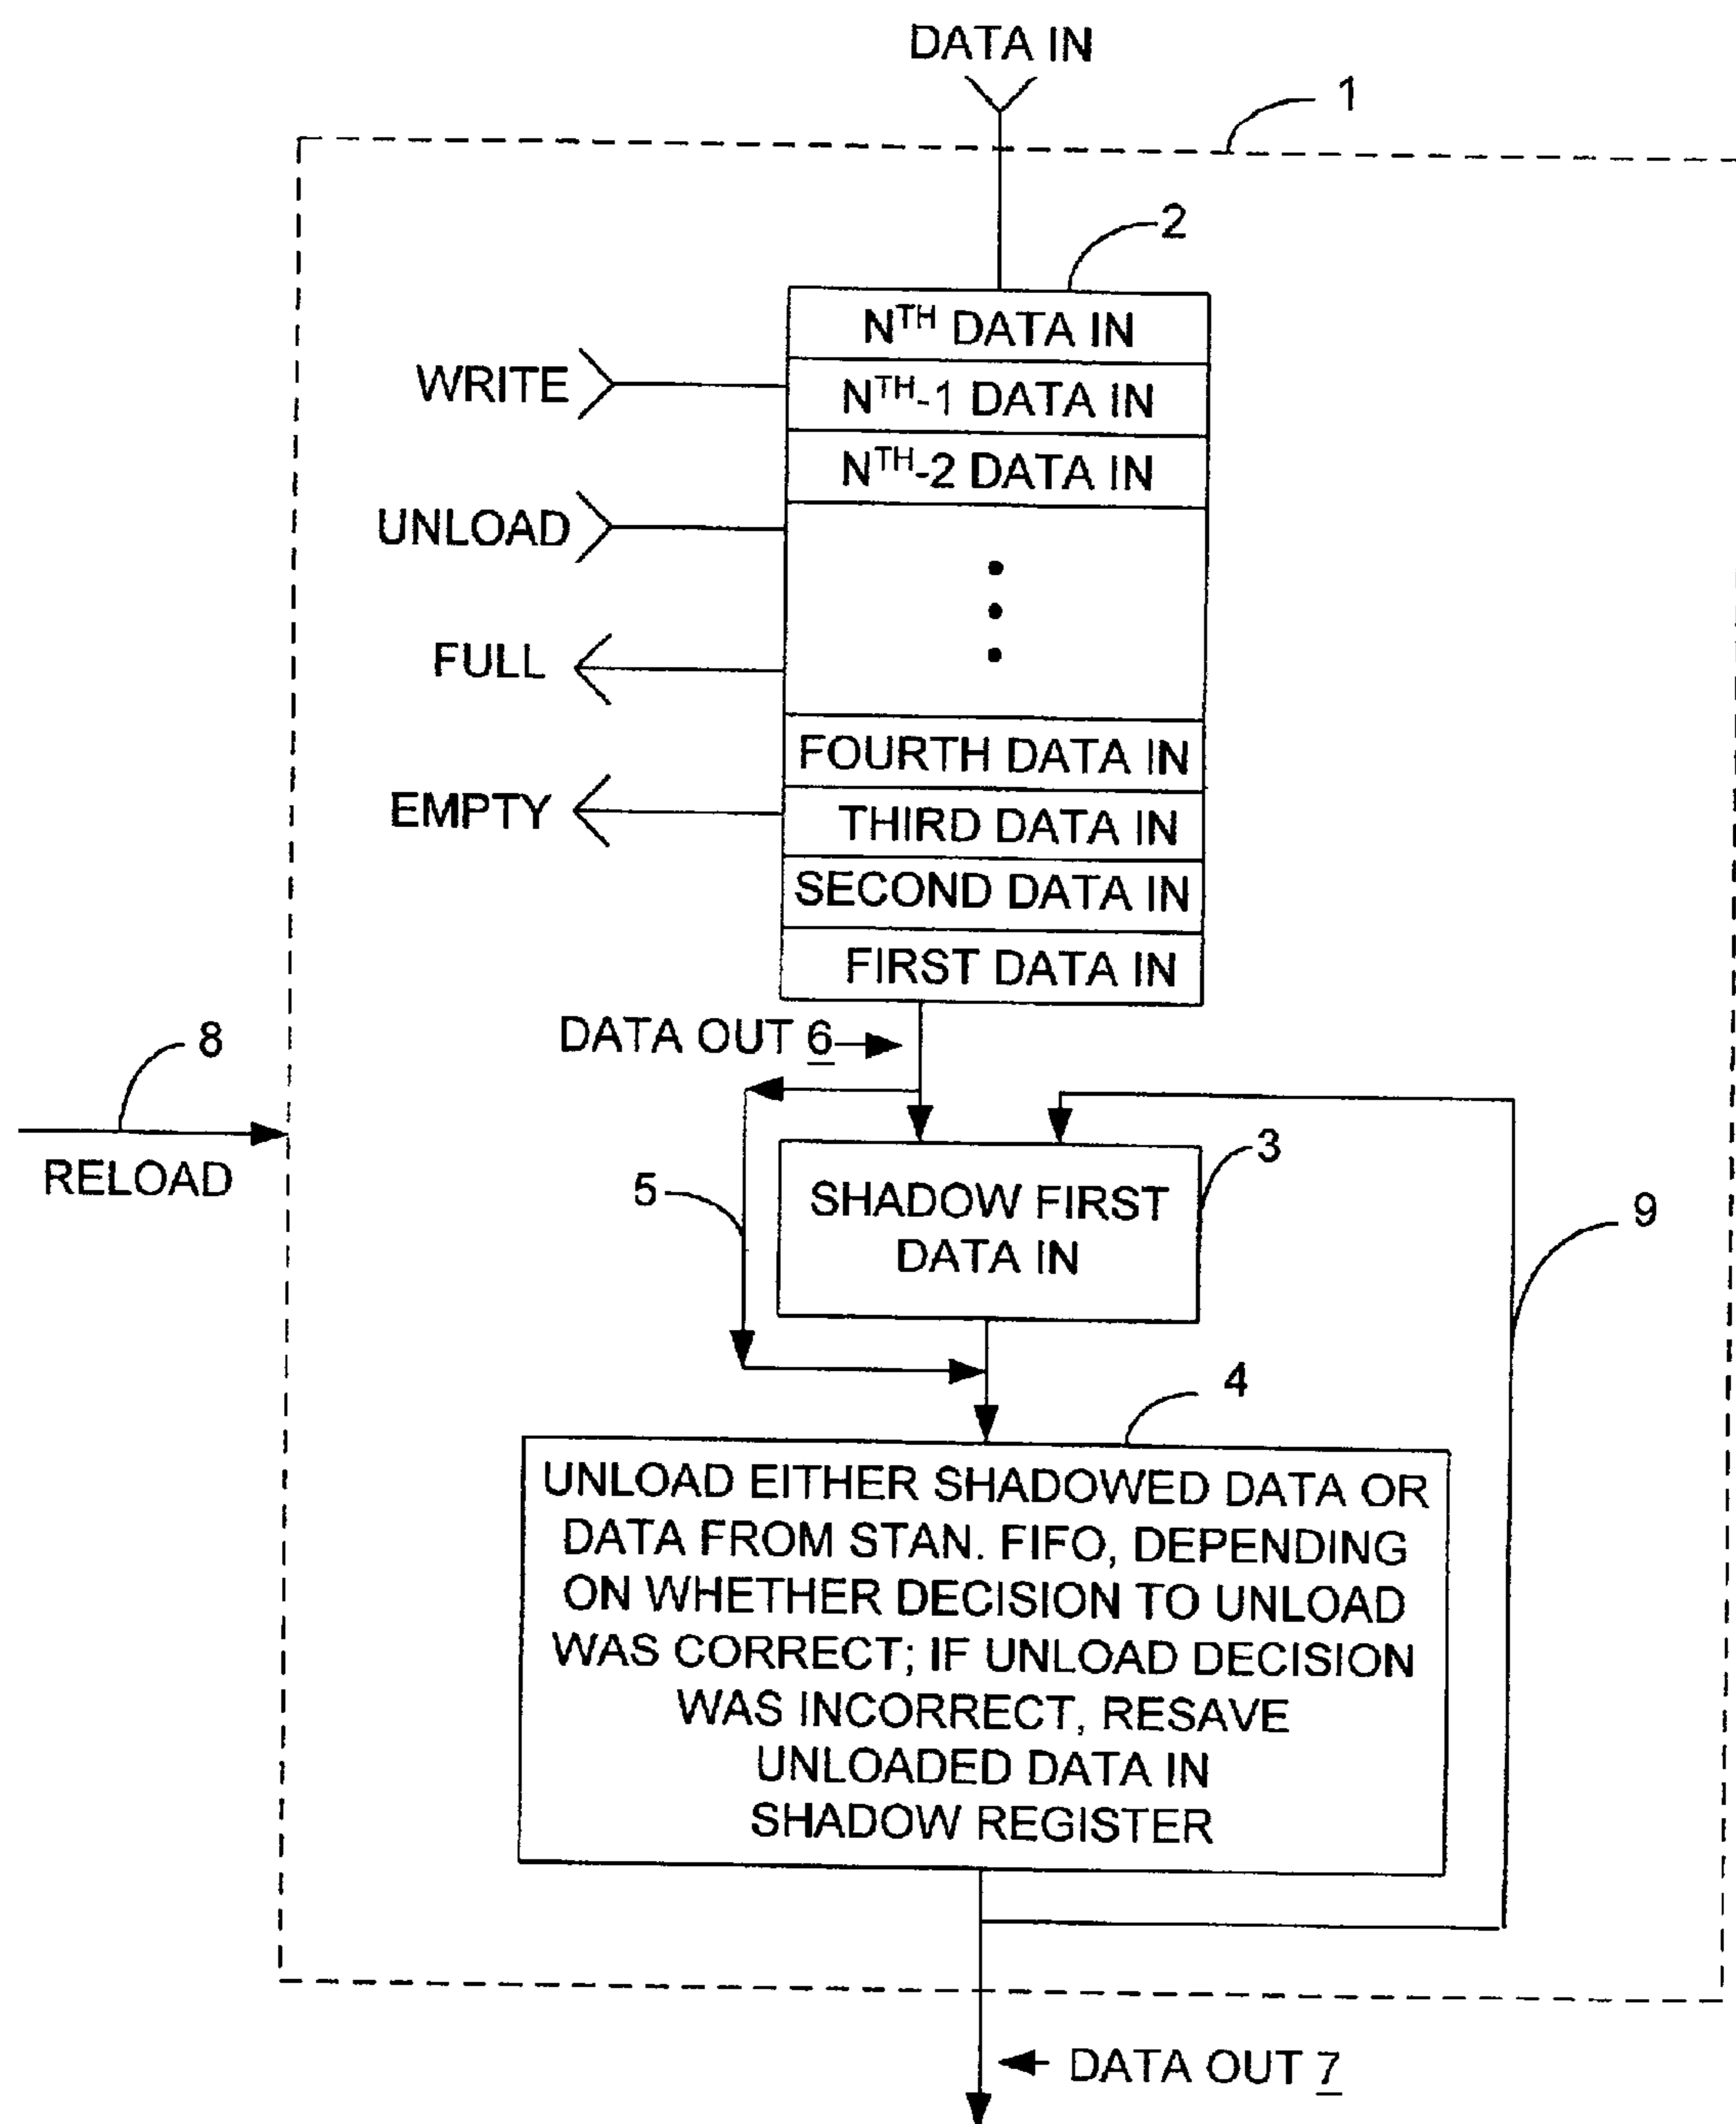 DATA IN
1
2
N^TH DATA IN
WRITE
N^TH-1 DATA IN
N^TH-2 DATA IN
UNLOAD
FULL
FOURTH DATA IN
EMPTY
THIRD DATA IN
SECOND DATA IN
FIRST DATA IN
DATA OUT 6
8
RELOAD
3
5
SHADOW FIRST
DATA IN
9
4
UNLOAD EITHER SHADOWED DATA OR
DATA FROM STAN. FIFO, DEPENDING
ON WHETHER DECISION TO UNLOAD
WAS CORRECT; IF UNLOAD DECISION
WAS INCORRECT, RESAVE
UNLOADED DATA IN
SHADOW REGISTER
DATA OUT 7